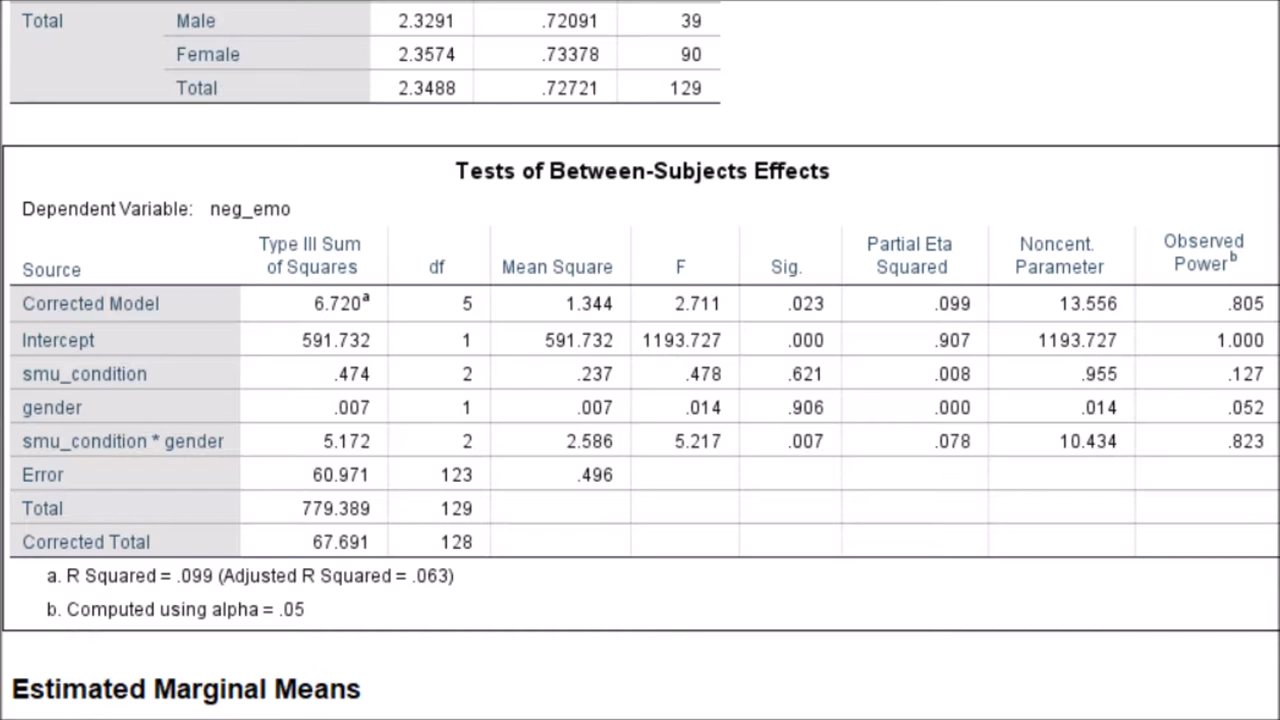 Total Male 2.3291 .72091 39
Female 2.3574 .73378 90
Total 2.3488 .72721 129
Tests of Between-Subjects Effects
Dependent Variable: neg_emo
Source Type III Sum of Squares df Mean Square F Sig. Partial Eta Squared Noncent. Parameter Observed Power b
Corrected Model 6.720a 5 1.344 2.711 .023 .099 13.556 .805
Intercept 591.732 1 591.732 1193.727 .000 .907 1193.727 1.000
smu_condition .474 2 .237 .478 .621 .008 .955 .127
gender .007 1 .007 .014 .906 .000 .014 .052
smu_condition * gender 5.172 2 2.586 5.217 .007 .078 10.434 .823
Error 60.971 123 .496
Total 779.389 129
Corrected Total 67.691 128
a. R Squared = .099 (Adjusted R Squared = .063)
b. Computed using alpha = .05
Estimated Marginal Means